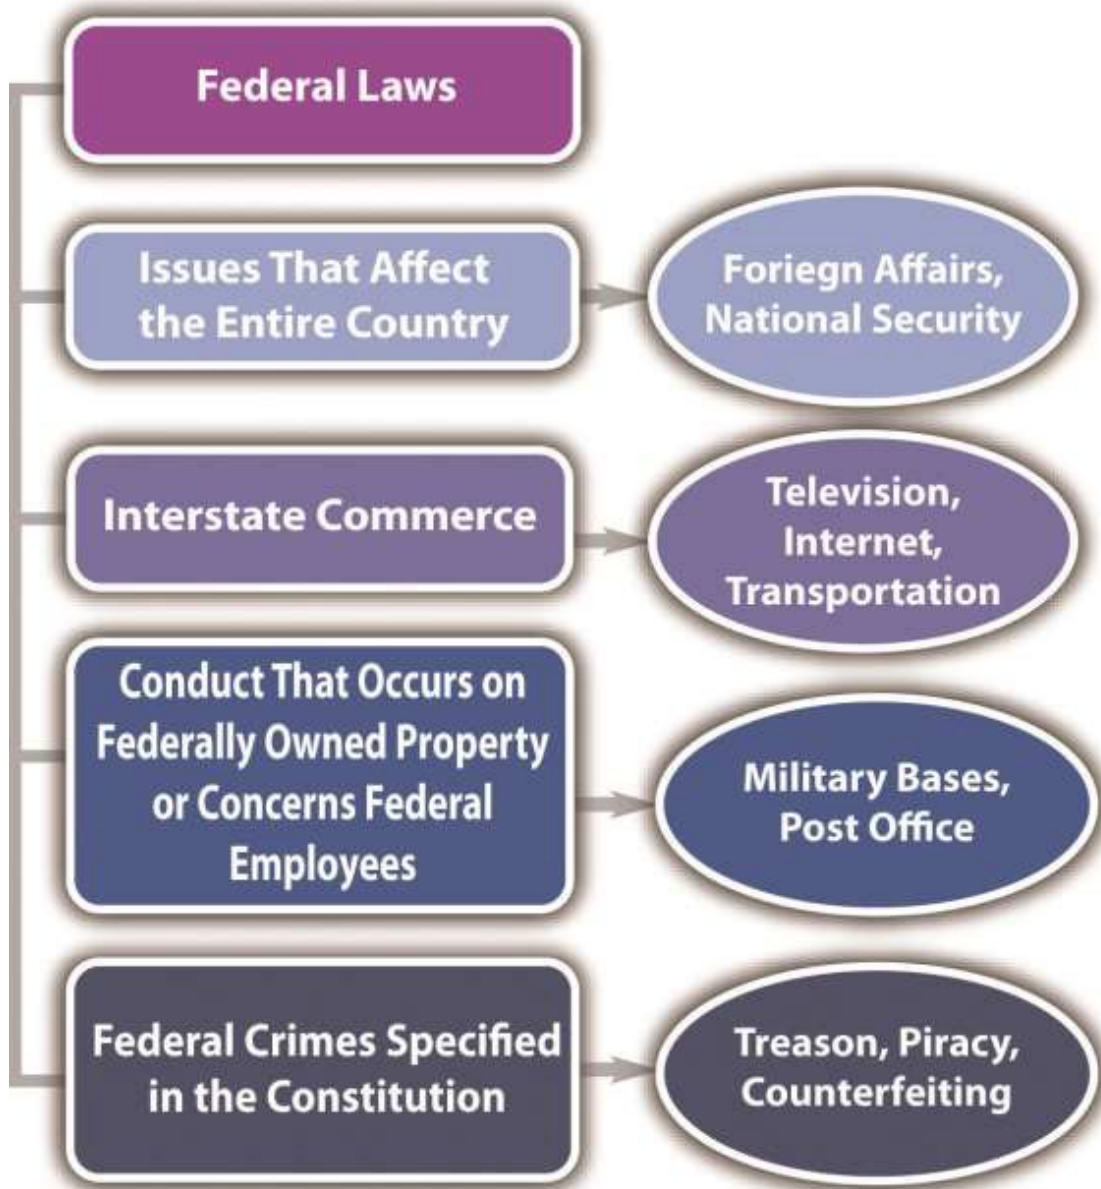 Federal Laws
Issues That Affect
the Entire Country
Foriegn Affairs,
National Security
Interstate Commerce
Television,
Internet,
Transportation
Conduct That Occurs on
Federally Owned Property
or Concerns Federal
Employees
Military Bases,
Post Office
Federal Crimes Specified
in the Constitution
Treason, Piracy,
Counterfeiting